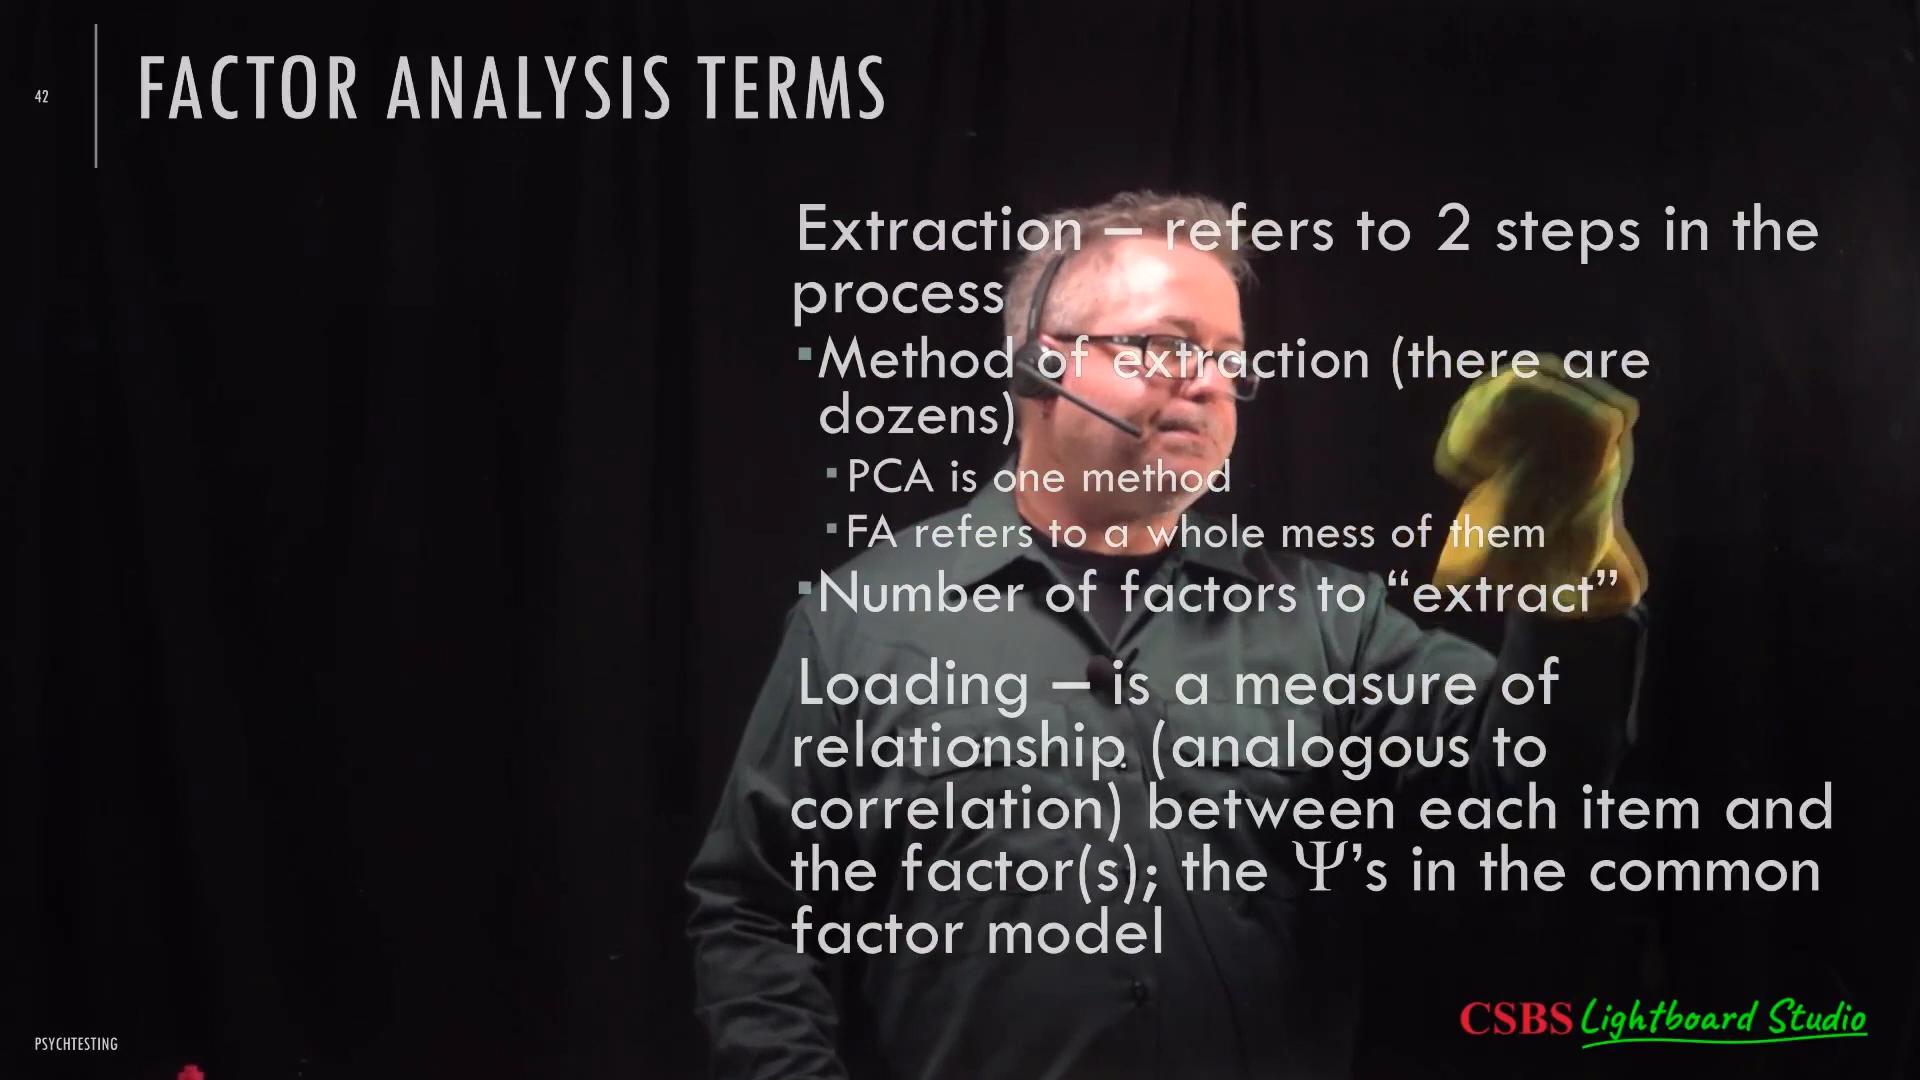 42
FACTOR ANALYSIS TERMS
Extraction – refers to 2 steps in the
process
▪Method of extraction (there are
dozens)
▪PCA is one method
▪FA refers to a whole mess of them
▪Number of factors to “extract”
Loading – is a measure of
relationship (analogous to
correlation) between each item and
the factor(s); the Ψ’s in the common
factor model
CSBS Lightboard Studio
PSYCHTESTING